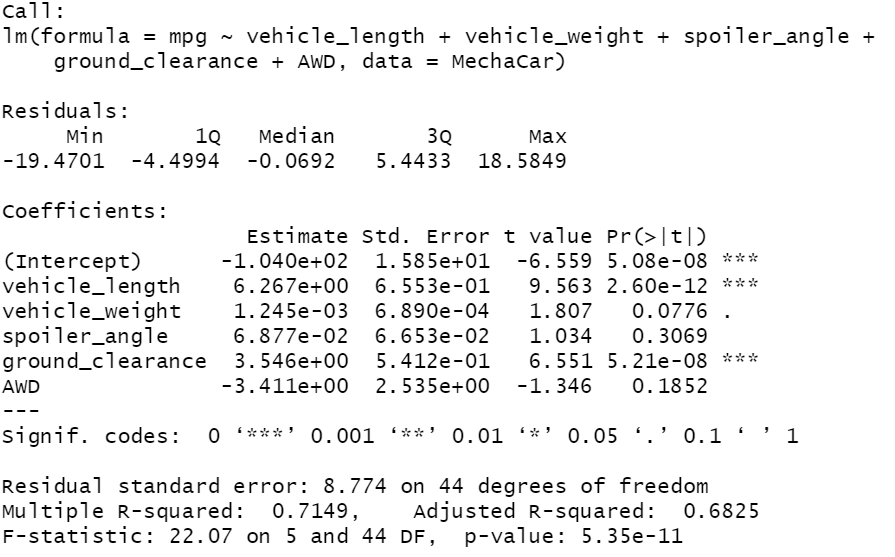 Call:
lm(formula = mpg ~ vehicle_length + vehicle_weight + spoiler_angle +
    ground_clearance + AWD, data = MechaCar)

Residuals:
     Min       1Q   Median       3Q      Max
-19.4701  -4.4994  -0.0692   5.4433  18.5849

Coefficients:
                   Estimate Std. Error t value Pr(>|t|)
(Intercept)      -1.040e+02  1.585e+01  -6.559 5.08e-08 ***
vehicle_length    6.267e+00  6.553e-01   9.563 2.60e-12 ***
vehicle_weight    1.245e-03  6.890e-04   1.807   0.0776 .
spoiler_angle     6.877e-02  6.653e-02   1.034   0.3069
ground_clearance  3.546e+00  5.412e-01   6.551 5.21e-08 ***
AWD              -3.411e+00  2.535e+00  -1.346   0.1852
---
Signif. codes:  0 ‘***’ 0.001 ‘**’ 0.01 ‘*’ 0.05 ‘.’ 0.1 ‘ ’ 1

Residual standard error: 8.774 on 44 degrees of freedom
Multiple R-squared:  0.7149,	Adjusted R-squared:  0.6825
F-statistic: 22.07 on 5 and 44 DF,  p-value: 5.35e-11